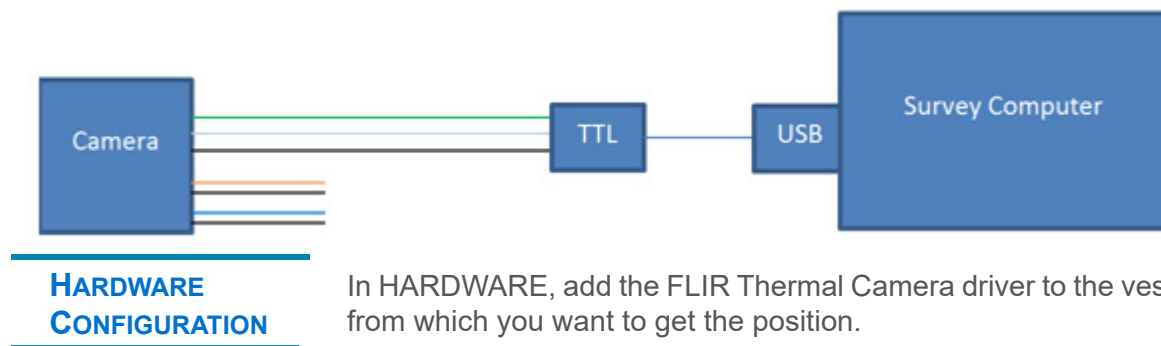 Camera
TTL
USB
Survey Computer
HARDWARE
CONFIGURATION
In HARDWARE, add the FLIR Thermal Camera driver to the ves
from which you want to get the position.